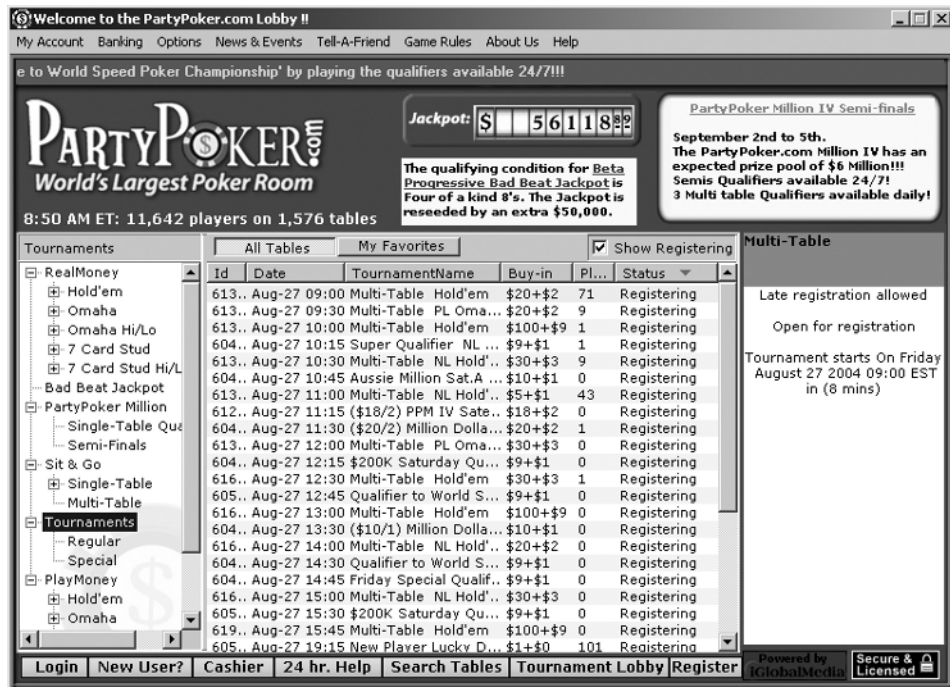 Welcome to the PartyPoker.com Lobby !!
My Account Banking Options News & Events Tell-A-Friend Game Rules About Us Help
e to World Speed Poker Championship' by playing the qualifiers available 24/7!!!
PARTYPOKER.com
World's Largest Poker Room
8:50 AM ET: 11,642 players on 1,576 tables
Jackpot: $ 56118
The qualifying condition for Beta
Progressive Bad Beat Jackpot is
Four of a kind 8's. The Jackpot is
reseeded by an extra $50,000.
PartyPoker Million IV Semi-finals
September 2nd to 5th.
The PartyPoker.com Million IV has an
expected prize pool of $6 Million!!!
Semis Qualifiers available 24/7!
3 Multi table Qualifiers available daily!
Tournaments
RealMoney
Hold'em
Omaha
Omaha Hi/Lo
7 Card Stud
7 Card Stud Hi/L
Bad Beat Jackpot
PartyPoker Million
Single-Table Qua
Semi-Finals
Sit & Go
Single-Table
Multi-Table
Tournaments
Regular
Special
PlayMoney
Hold'em
Omaha
All Tables My Favorites Show Registering
Id Date TournamentName Buy-in Pl... Status
613.. Aug-27 09:00 Multi-Table Hold'em $20+$2 71 Registering
613.. Aug-27 09:30 Multi-Table PL Oma... $20+$2 9 Registering
613.. Aug-27 10:00 Multi-Table Hold'em $100+$9 1 Registering
604.. Aug-27 10:15 Super Qualifier NL ... $9+$1 1 Registering
613.. Aug-27 10:30 Multi-Table NL Hold'.. $30+$3 9 Registering
604.. Aug-27 10:45 Aussie Million Sat.A ... $10+$1 0 Registering
613.. Aug-27 11:00 Multi-Table NL Hold'.. $5+$1 43 Registering
612.. Aug-27 11:15 ($18/2) PPM IV Sate.. $18+$2 0 Registering
604.. Aug-27 11:30 ($20/2) Million Dolla... $20+$2 1 Registering
613.. Aug-27 12:00 Multi-Table PL Oma... $30+$3 0 Registering
604.. Aug-27 12:15 $200K Saturday Qu... $9+$1 0 Registering
616.. Aug-27 12:30 Multi-Table Hold'em $30+$3 1 Registering
605.. Aug-27 12:45 Qualifier to World S... $9+$1 0 Registering
616.. Aug-27 13:00 Multi-Table Hold'em $100+$9 0 Registering
604.. Aug-27 13:30 ($10/1) Million Dolla... $10+$1 0 Registering
616.. Aug-27 14:00 Multi-Table NL Hold'.. $20+$2 0 Registering
604.. Aug-27 14:30 Qualifier to World S... $9+$1 0 Registering
604.. Aug-27 14:45 Friday Special Qualif.. $9+$1 0 Registering
616.. Aug-27 15:00 Multi-Table NL Hold'.. $30+$3 0 Registering
605.. Aug-27 15:30 $200K Saturday Qu... $9+$1 0 Registering
619.. Aug-27 15:45 Multi-Table Hold'em $100+$9 0 Registering
605.. Aug-27 19:15 New Player Lucky D... $1+$0 101 Registering
Multi-Table
Late registration allowed
Open for registration
Tournament starts On Friday
August 27 2004 09:00 EST
in (8 mins)
Login New User? Cashier 24 hr. Help Search Tables Tournament Lobby Register
Powered by
iGlobalMedia
Secure &
Licensed